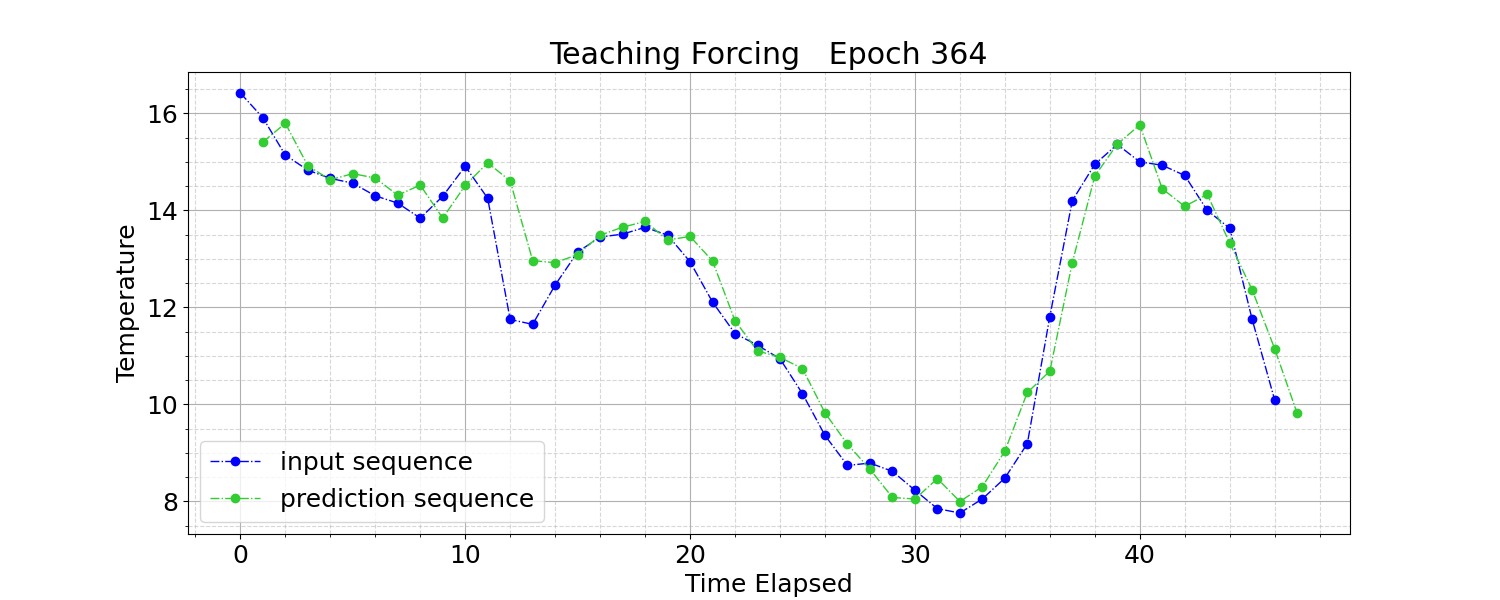 Teaching Forcing   Epoch 364
16
14
12
10
8
Temperature
input sequence
prediction sequence
0 10 20 30 40
Time Elapsed